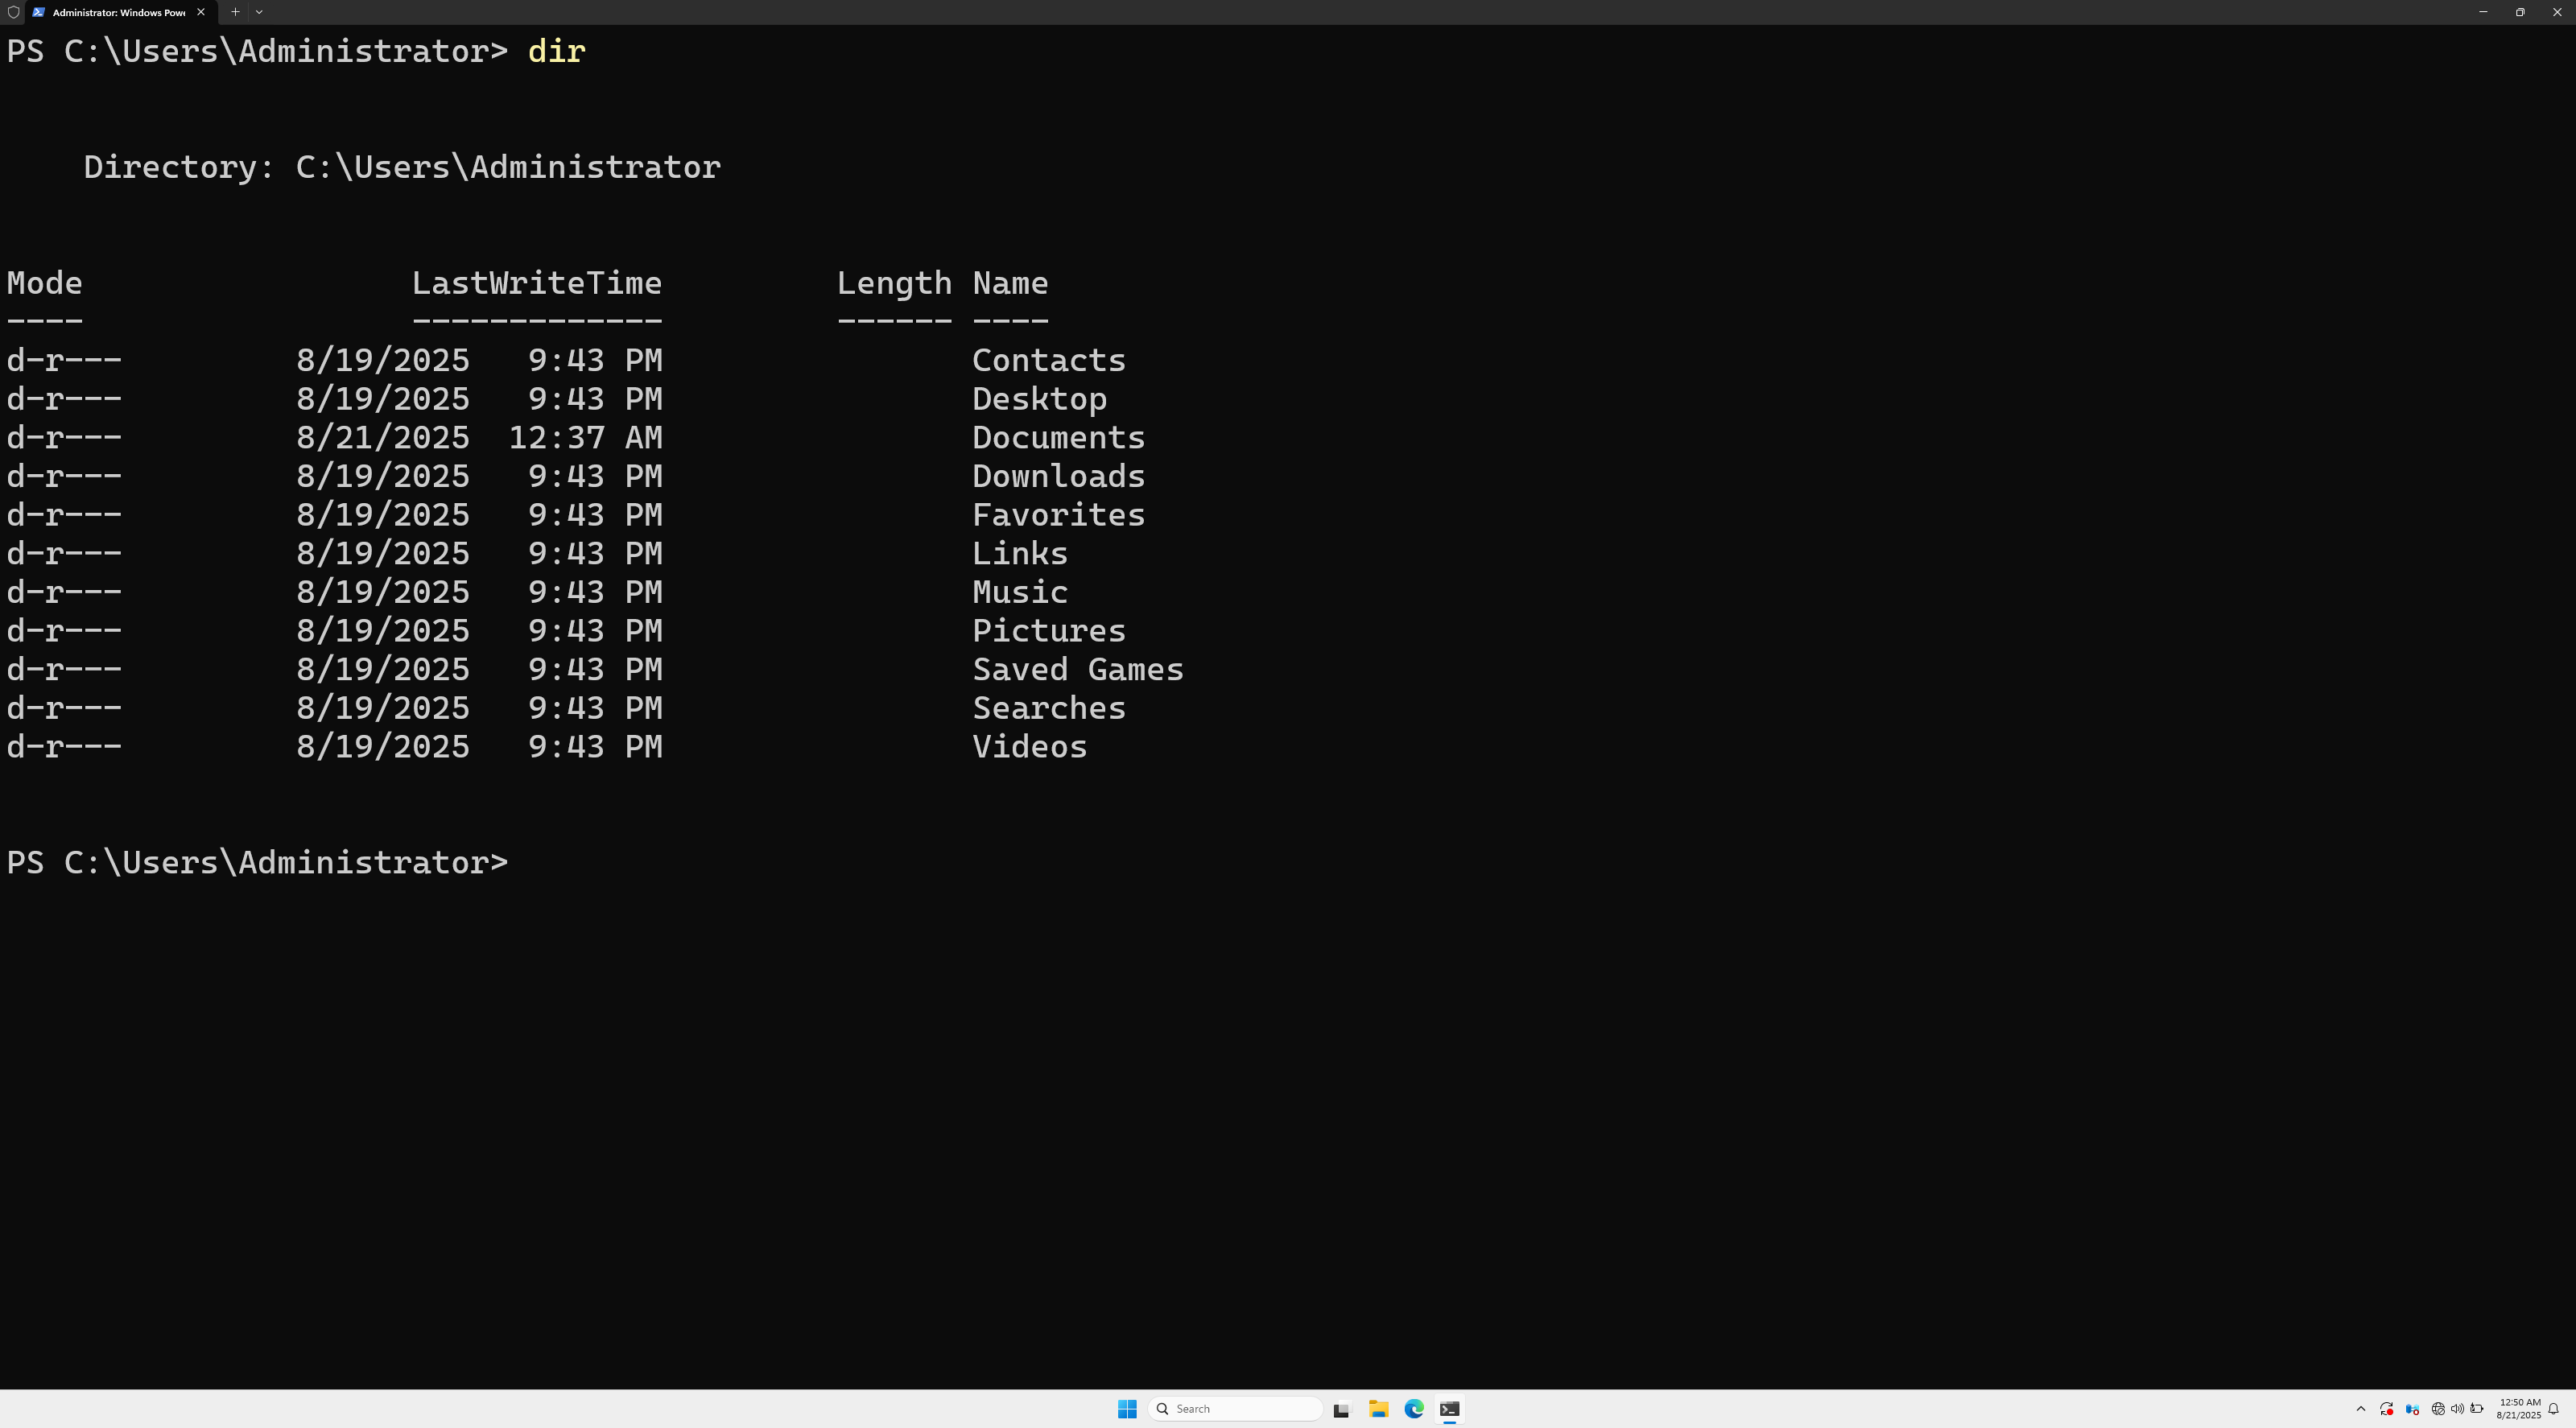 Administrator: Windows Pow
PS C:\Users\Administrator> dir
Directory: C:\Users\Administrator
Mode                 LastWriteTime         Length Name
----                 -------------         ------ ----
d-r---         8/19/2025   9:43 PM                Contacts
d-r---         8/19/2025   9:43 PM                Desktop
d-r---         8/21/2025  12:37 AM                Documents
d-r---         8/19/2025   9:43 PM                Downloads
d-r---         8/19/2025   9:43 PM                Favorites
d-r---         8/19/2025   9:43 PM                Links
d-r---         8/19/2025   9:43 PM                Music
d-r---         8/19/2025   9:43 PM                Pictures
d-r---         8/19/2025   9:43 PM                Saved Games
d-r---         8/19/2025   9:43 PM                Searches
d-r---         8/19/2025   9:43 PM                Videos
PS C:\Users\Administrator>
Search
12:50 AM
8/21/2025